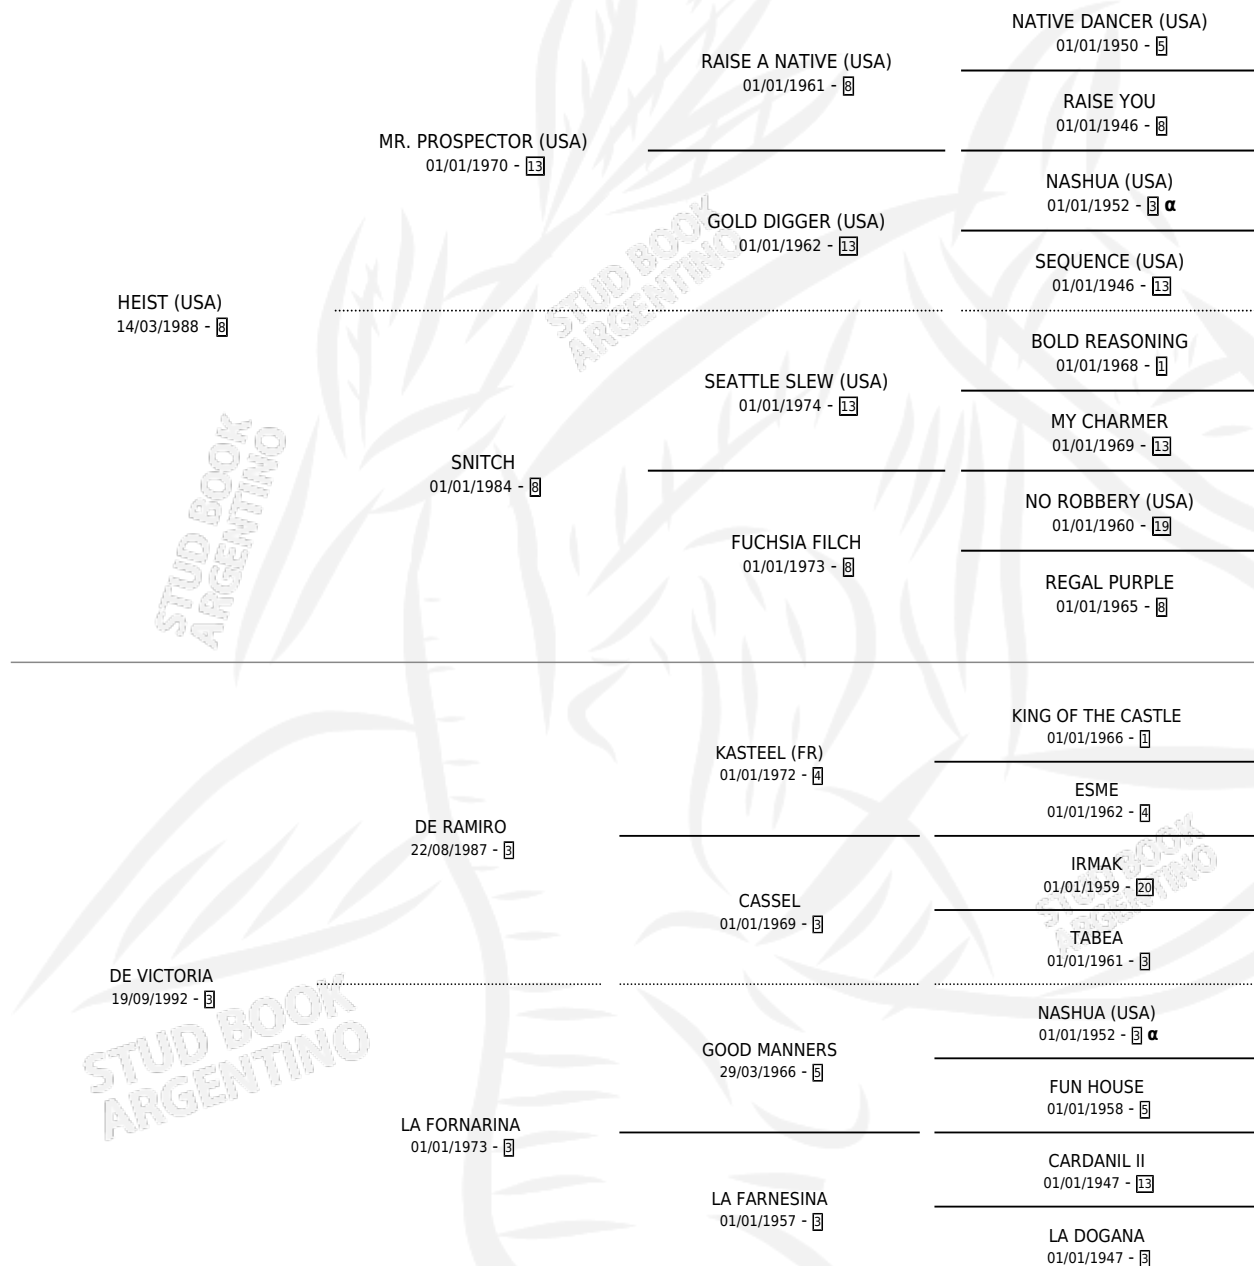 NATIVE DANCER (USA)
01/01/1950 - 5
RAISE A NATIVE (USA)
01/01/1961 - 8
RAISE YOU
01/01/1946 - 8
MR. PROSPECTOR (USA)
01/01/1970 - 13
NASHUA (USA)
01/01/1952 - 3 α
GOLD DIGGER (USA)
01/01/1962 - 13
SEQUENCE (USA)
01/01/1946 - 13
HEIST (USA)
14/03/1988 - 8
BOLD REASONING
01/01/1968 - 1
SEATTLE SLEW (USA)
01/01/1974 - 13
MY CHARMER
01/01/1969 - 13
SNITCH
01/01/1984 - 8
NO ROBBERY (USA)
01/01/1960 - 19
FUCHSIA FILCH
01/01/1973 - 8
REGAL PURPLE
01/01/1965 - 8
KING OF THE CASTLE
01/01/1966 - 1
KASTEEL (FR)
01/01/1972 - 4
ESME
01/01/1962 - 4
DE RAMIRO
22/08/1987 - 3
IRMAK
01/01/1959 - 20
CASSEL
01/01/1969 - 3
TABEA
01/01/1961 - 3
DE VICTORIA
19/09/1992 - 3
NASHUA (USA)
01/01/1952 - 3 α
GOOD MANNERS
29/03/1966 - 5
FUN HOUSE
01/01/1958 - 5
LA FORNARINA
01/01/1973 - 3
CARDANIL II
01/01/1947 - 13
LA FARNESINA
01/01/1957 - 3
LA DOGANA
01/01/1947 - 3
STUD BOOK
ARGENTINO
STUD BOOK
ARGENTINO
STUD BOOK
ARGENTINO
STUD BOOK
ARGENTINO